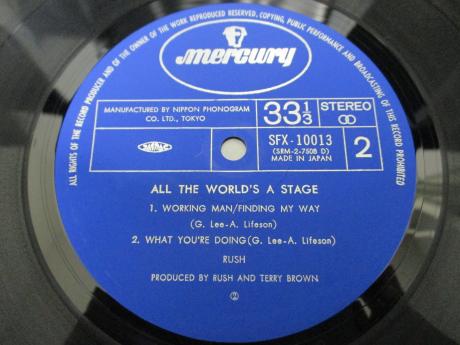 ALL RIGHTS OF THE RECORD PRODUCER AND OF THE OWNER OF THE WORK REPRODUCED RESERVED, COPYING, PUBLIC PERFORMANCE AND BROADCASTING OF THIS RECORD PROHIBITED
mercury
MANUFACTURED BY NIPPON PHONOGRAM
CO. LTD., TOKYO
33 1/3
STEREO
SFX-10013
(SRM-2-7508 D)
MADE IN JAPAN
2
ALL THE WORLD'S A STAGE
1. WORKING MAN/FINDING MY WAY
(G. Lee-A. Lifeson)
2. WHAT YOU'RE DOING(G. Lee-A. Lifeson)
RUSH
PRODUCED BY RUSH AND TERRY BROWN